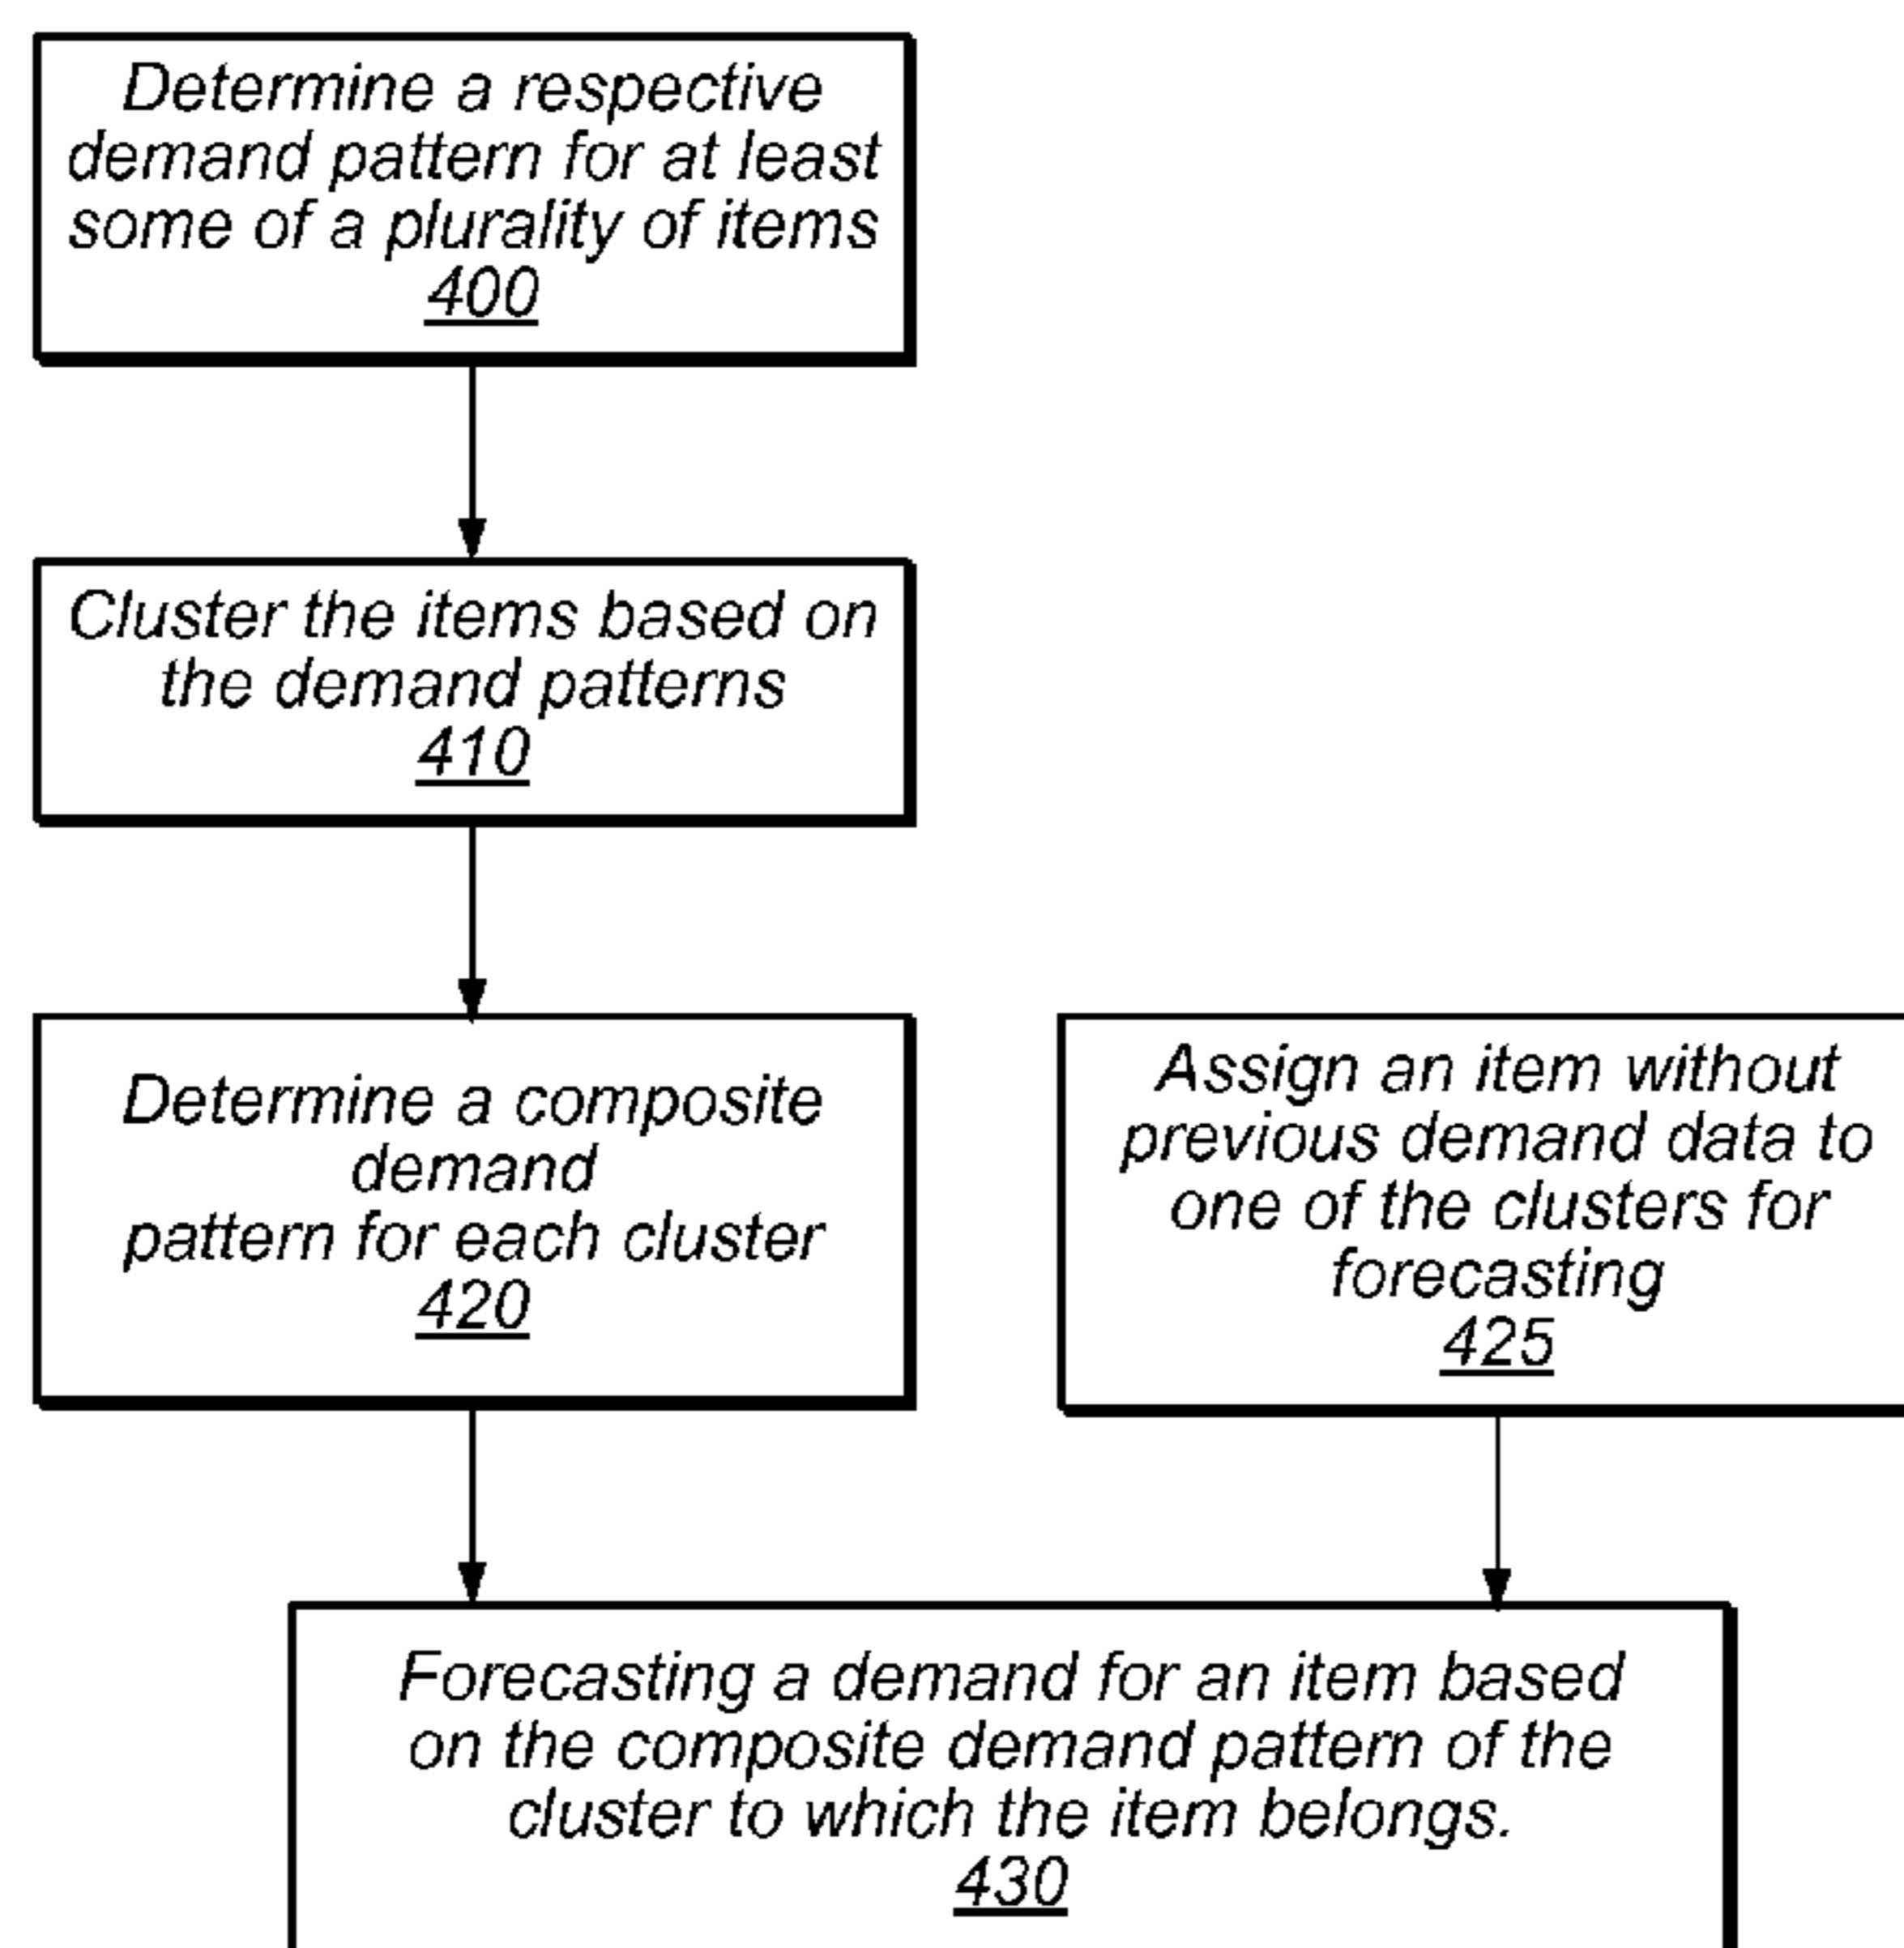 Determine a respective
demand pattern for at least
some of a plurality of items
400
Cluster the items based on
the demand patterns
410
Determine a composite
demand
pattern for each cluster
420
Assign an item without
previous demand data to
one of the clusters for
forecasting
425
Forecasting a demand for an item based
on the composite demand pattern of the
cluster to which the item belongs.
430